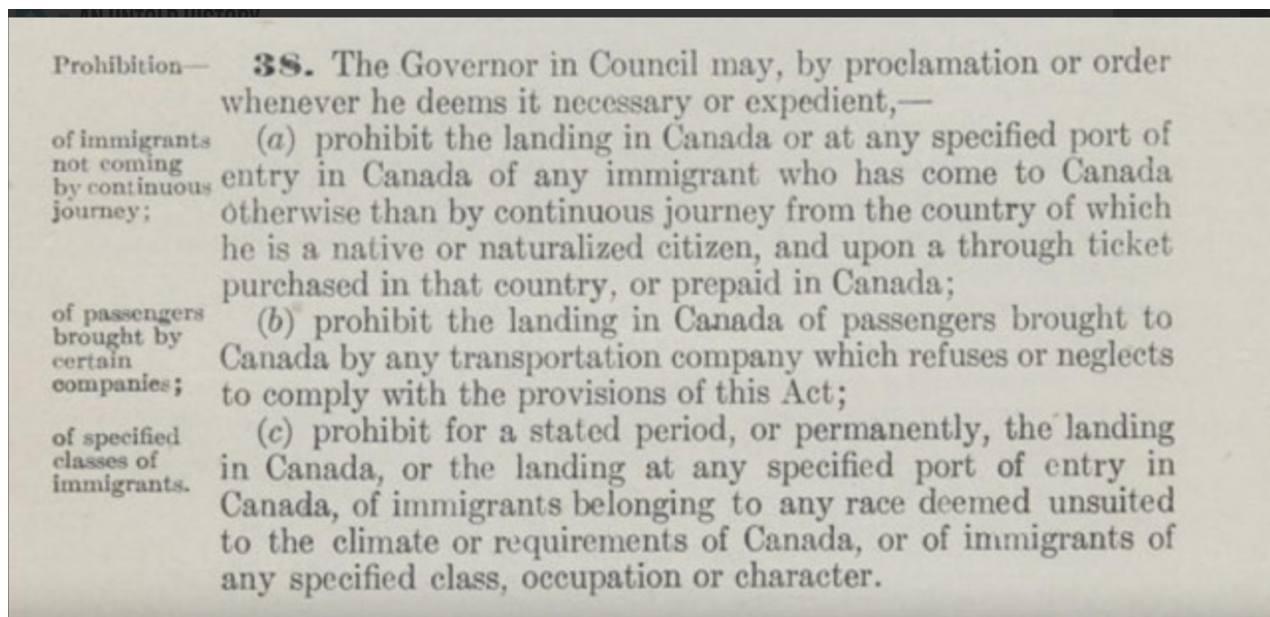 AN UNTOLD HISTORY
Prohibition—
38. The Governor in Council may, by proclamation or order
whenever he deems it necessary or expedient,—
of immigrants
not coming
by continuous
journey;
(a) prohibit the landing in Canada or at any specified port of
entry in Canada of any immigrant who has come to Canada
otherwise than by continuous journey from the country of which
he is a native or naturalized citizen, and upon a through ticket
purchased in that country, or prepaid in Canada;
of passengers
brought by
certain
companies;
(b) prohibit the landing in Canada of passengers brought to
Canada by any transportation company which refuses or neglects
to comply with the provisions of this Act;
of specified
classes of
immigrants.
(c) prohibit for a stated period, or permanently, the landing
in Canada, or the landing at any specified port of entry in
Canada, of immigrants belonging to any race deemed unsuited
to the climate or requirements of Canada, or of immigrants of
any specified class, occupation or character.